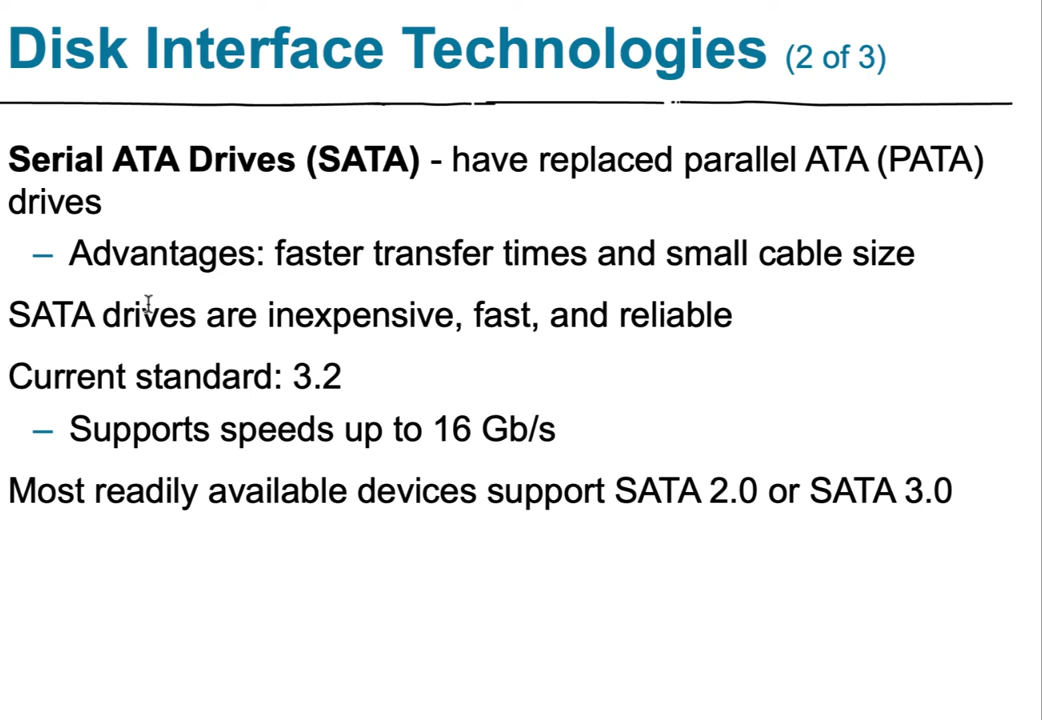 Disk Interface Technologies (2 of 3)
Serial ATA Drives (SATA) - have replaced parallel ATA (PATA)
drives
– Advantages: faster transfer times and small cable size
SATA drives are inexpensive, fast, and reliable
Current standard: 3.2
– Supports speeds up to 16 Gb/s
Most readily available devices support SATA 2.0 or SATA 3.0